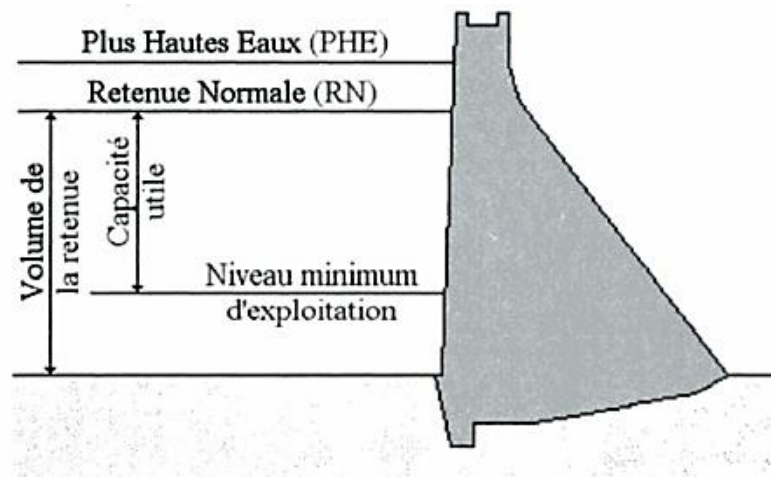 Plus Hautes Eaux (PHE)
Retenue Normale (RN)
Volume de
la retenue
Capacité
utile
Niveau minimum
d'exploitation